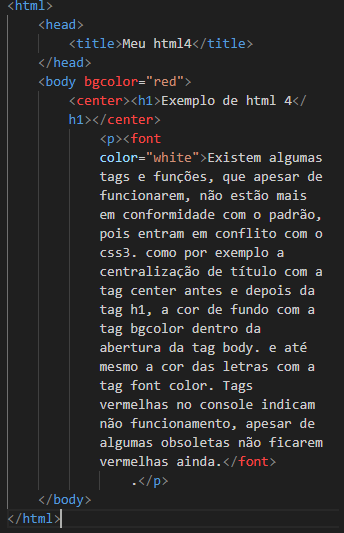 <html>
<head>
<title>Meu html4</title>
</head>
<body bgcolor="red">
<center><h1>Exemplo de html 4</
h1></center>
<p><font
color="white">Existem algumas
tags e funções, que apesar de
funcionarem, não estão mais
em conformidade com o padrão,
pois entram em conflito com o
css3. como por exemplo a
centralização de título com a
tag center antes e depois da
tag h1, a cor de fundo com a
tag bgcolor dentro da
abertura da tag body. e até
mesmo a cor das letras com a
tag font color. Tags
vermelhas no console indicam
não funcionamento, apesar de
algumas obsoletas não ficarem
vermelhas ainda.</font>
.</p>
</body>
</html>